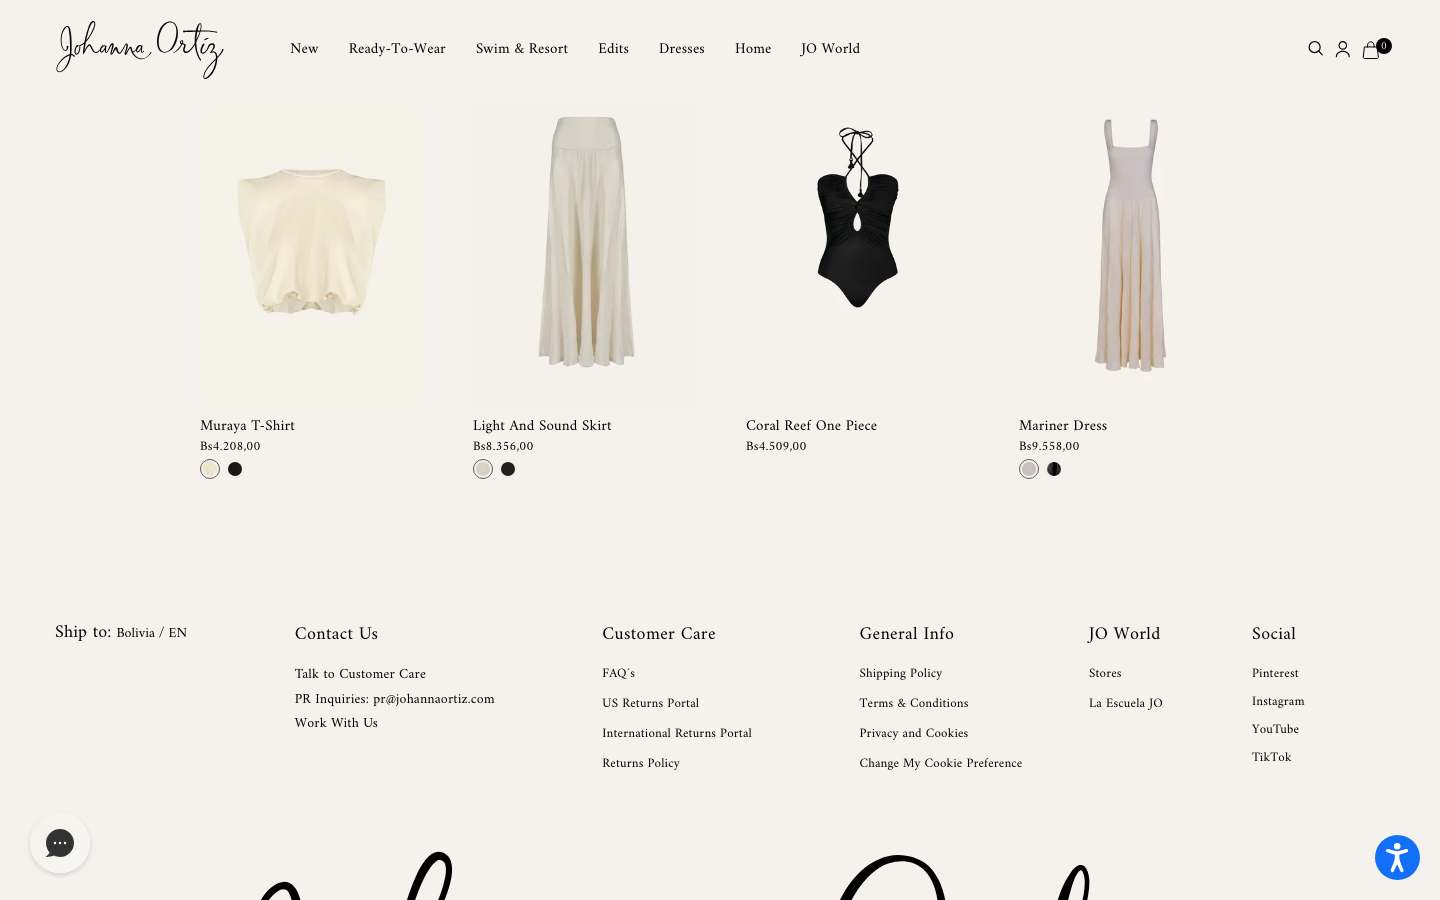 Johanna Ortiz
New
Ready-To-Wear
Swim & Resort
Edits
Dresses
Home
JO World
0
Muraya T-Shirt
Bs4.208,00
Light And Sound Skirt
Bs8.356,00
Coral Reef One Piece
Bs4.509,00
Mariner Dress
Bs9.558,00
Ship to: Bolivia / EN
Contact Us
Talk to Customer Care
PR Inquiries: pr@johannaortiz.com
Work With Us
Customer Care
FAQ´s
US Returns Portal
International Returns Portal
Returns Policy
General Info
Shipping Policy
Terms & Conditions
Privacy and Cookies
Change My Cookie Preference
JO World
Stores
La Escuela JO
Social
Pinterest
Instagram
YouTube
TikTok